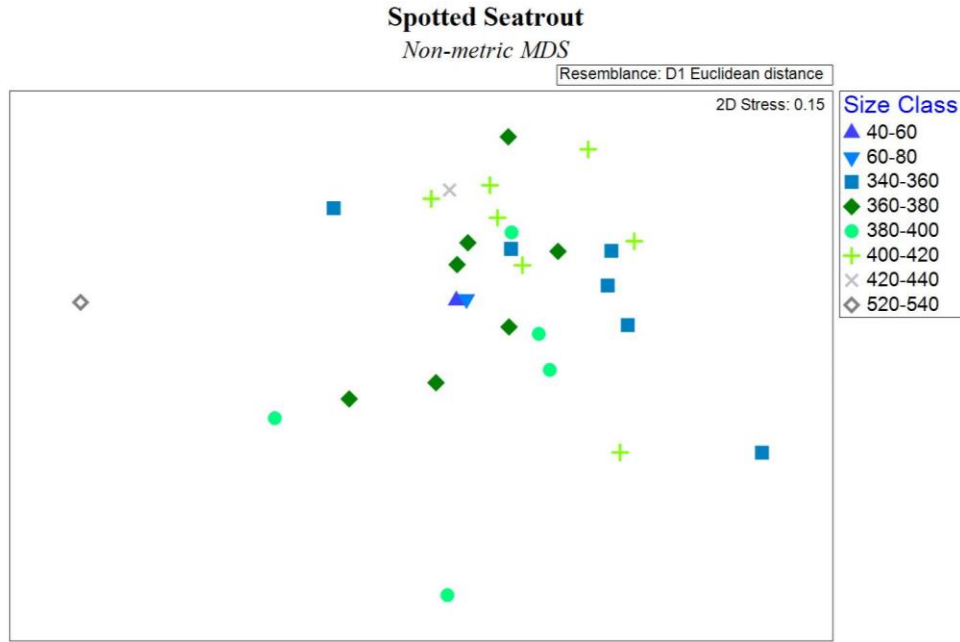 Spotted Seatrout
Non-metric MDS
Resemblance: D1 Euclidean distance
2D Stress: 0.15
Size Class
40-60
60-80
340-360
360-380
380-400
400-420
420-440
520-540